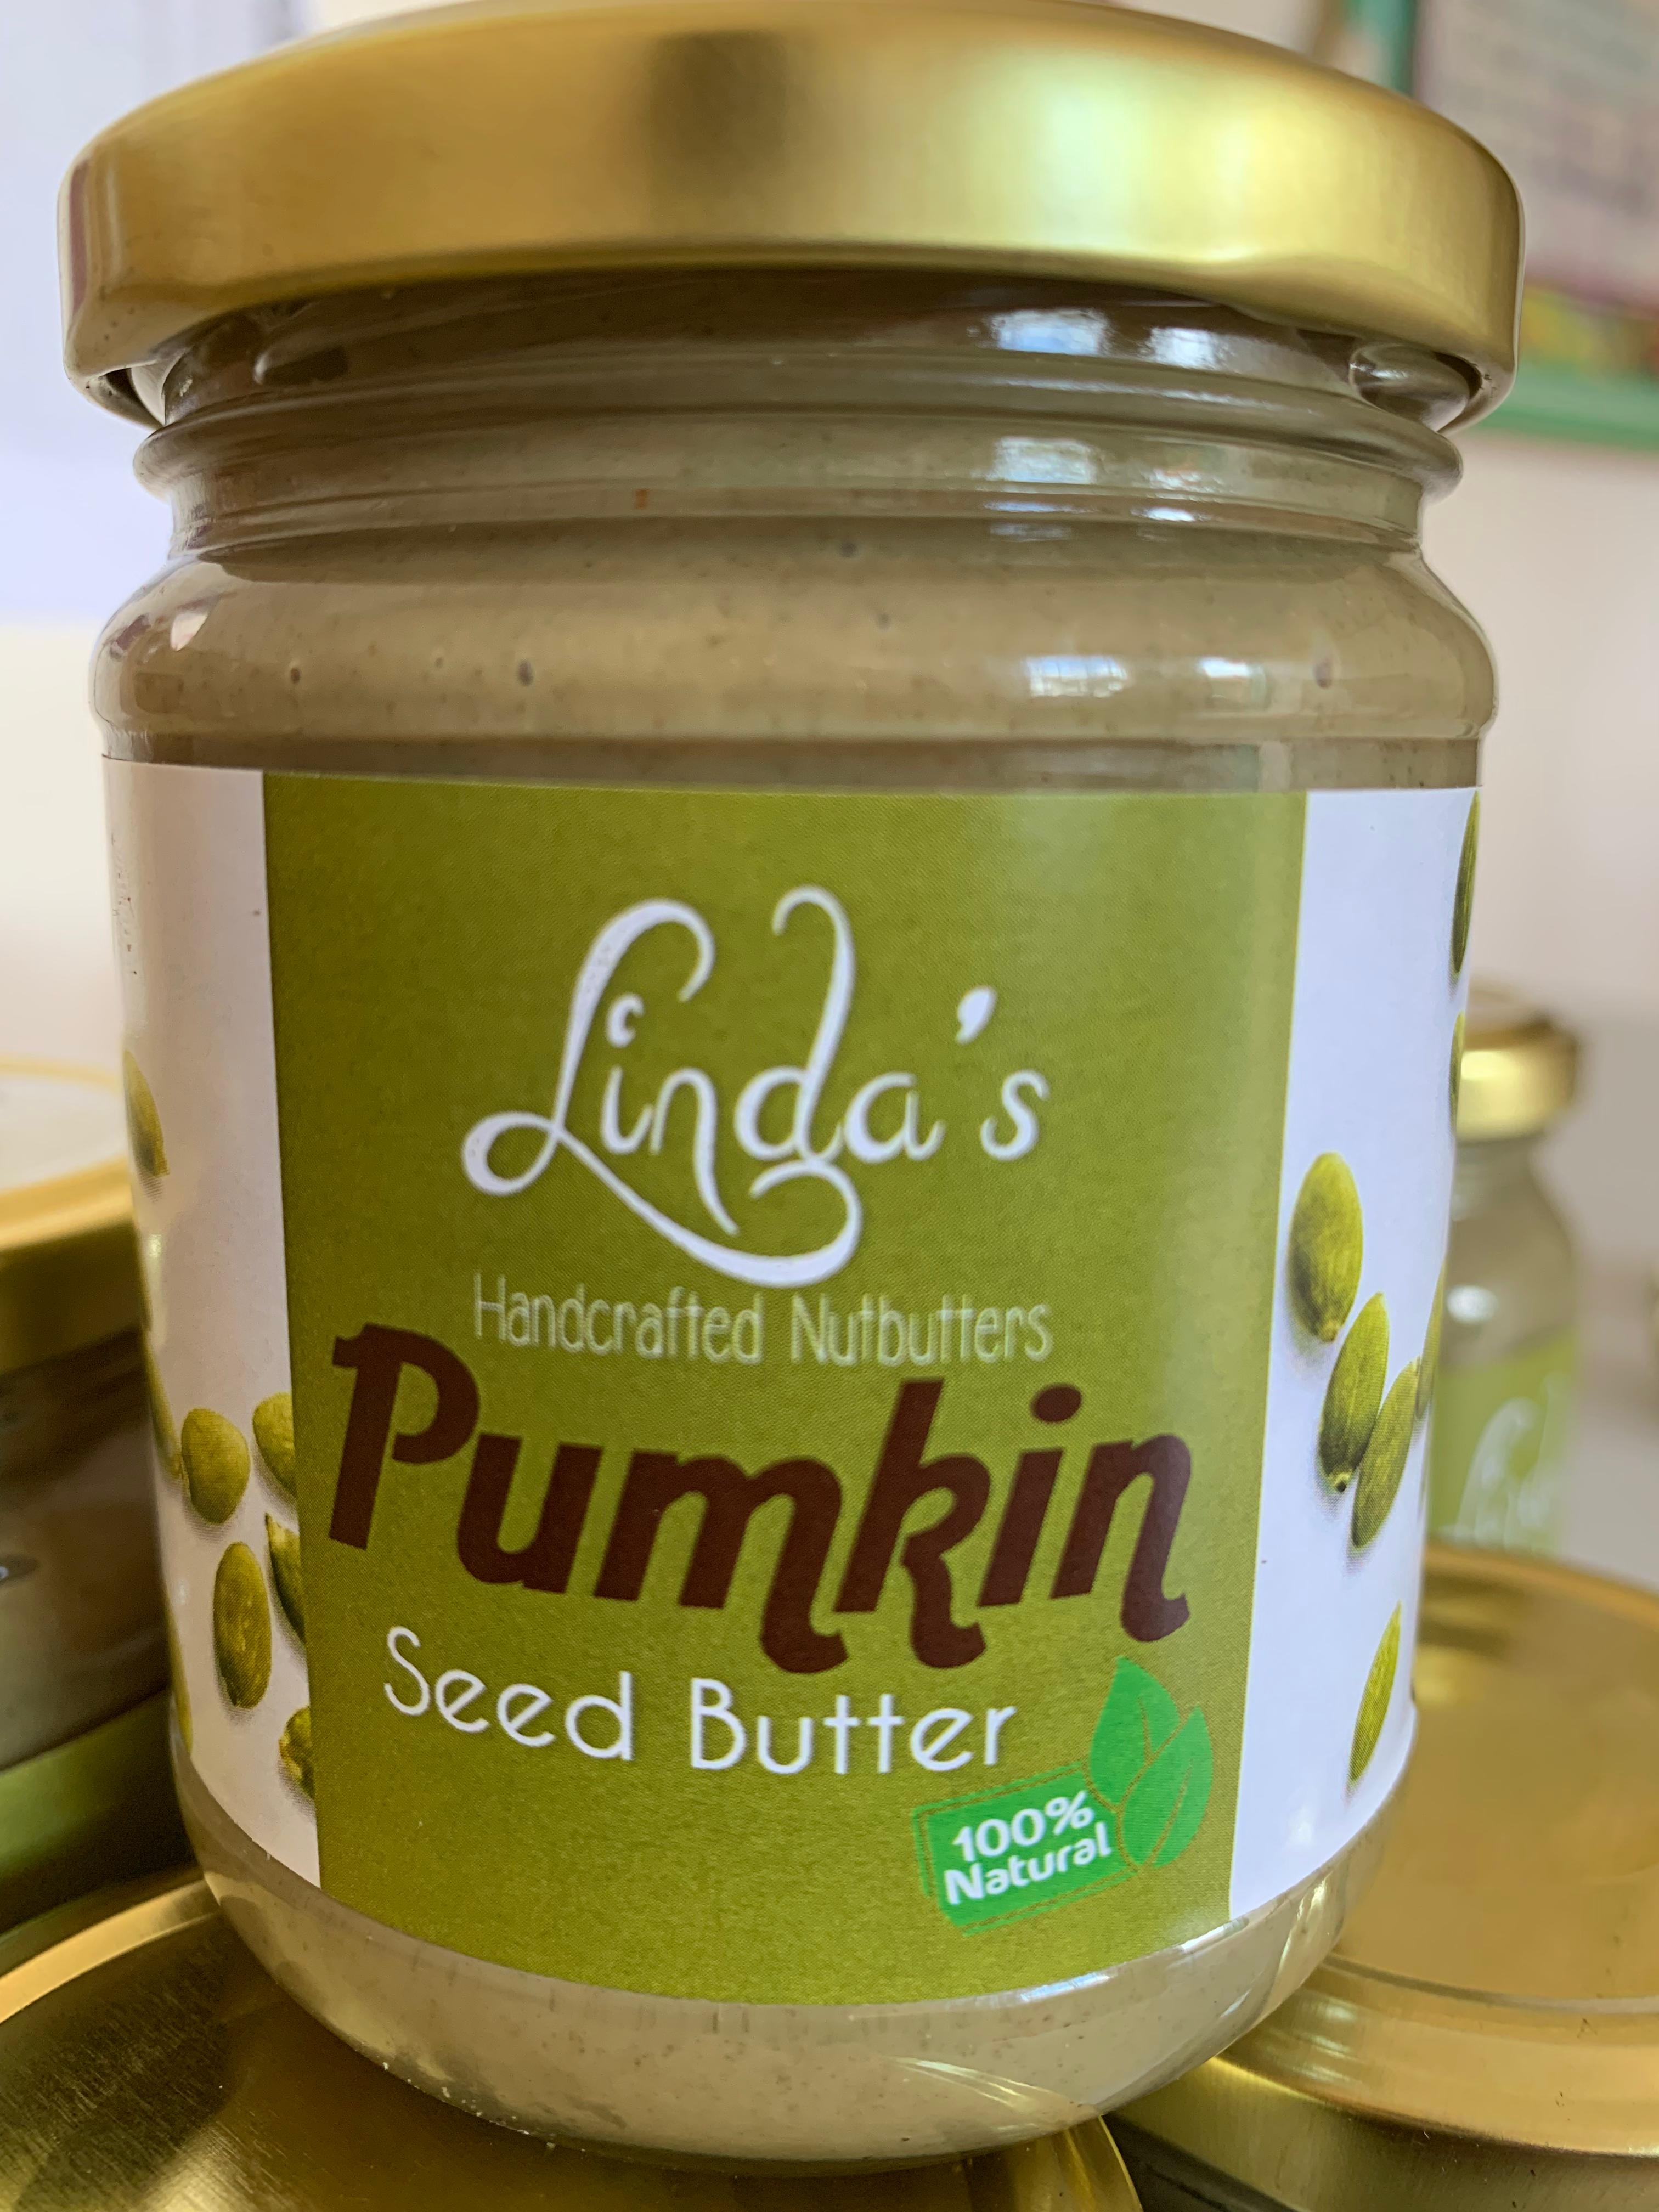 Linda's
Handcrafted Nutbutters
Pumkin
Seed Butter
100%
Natural